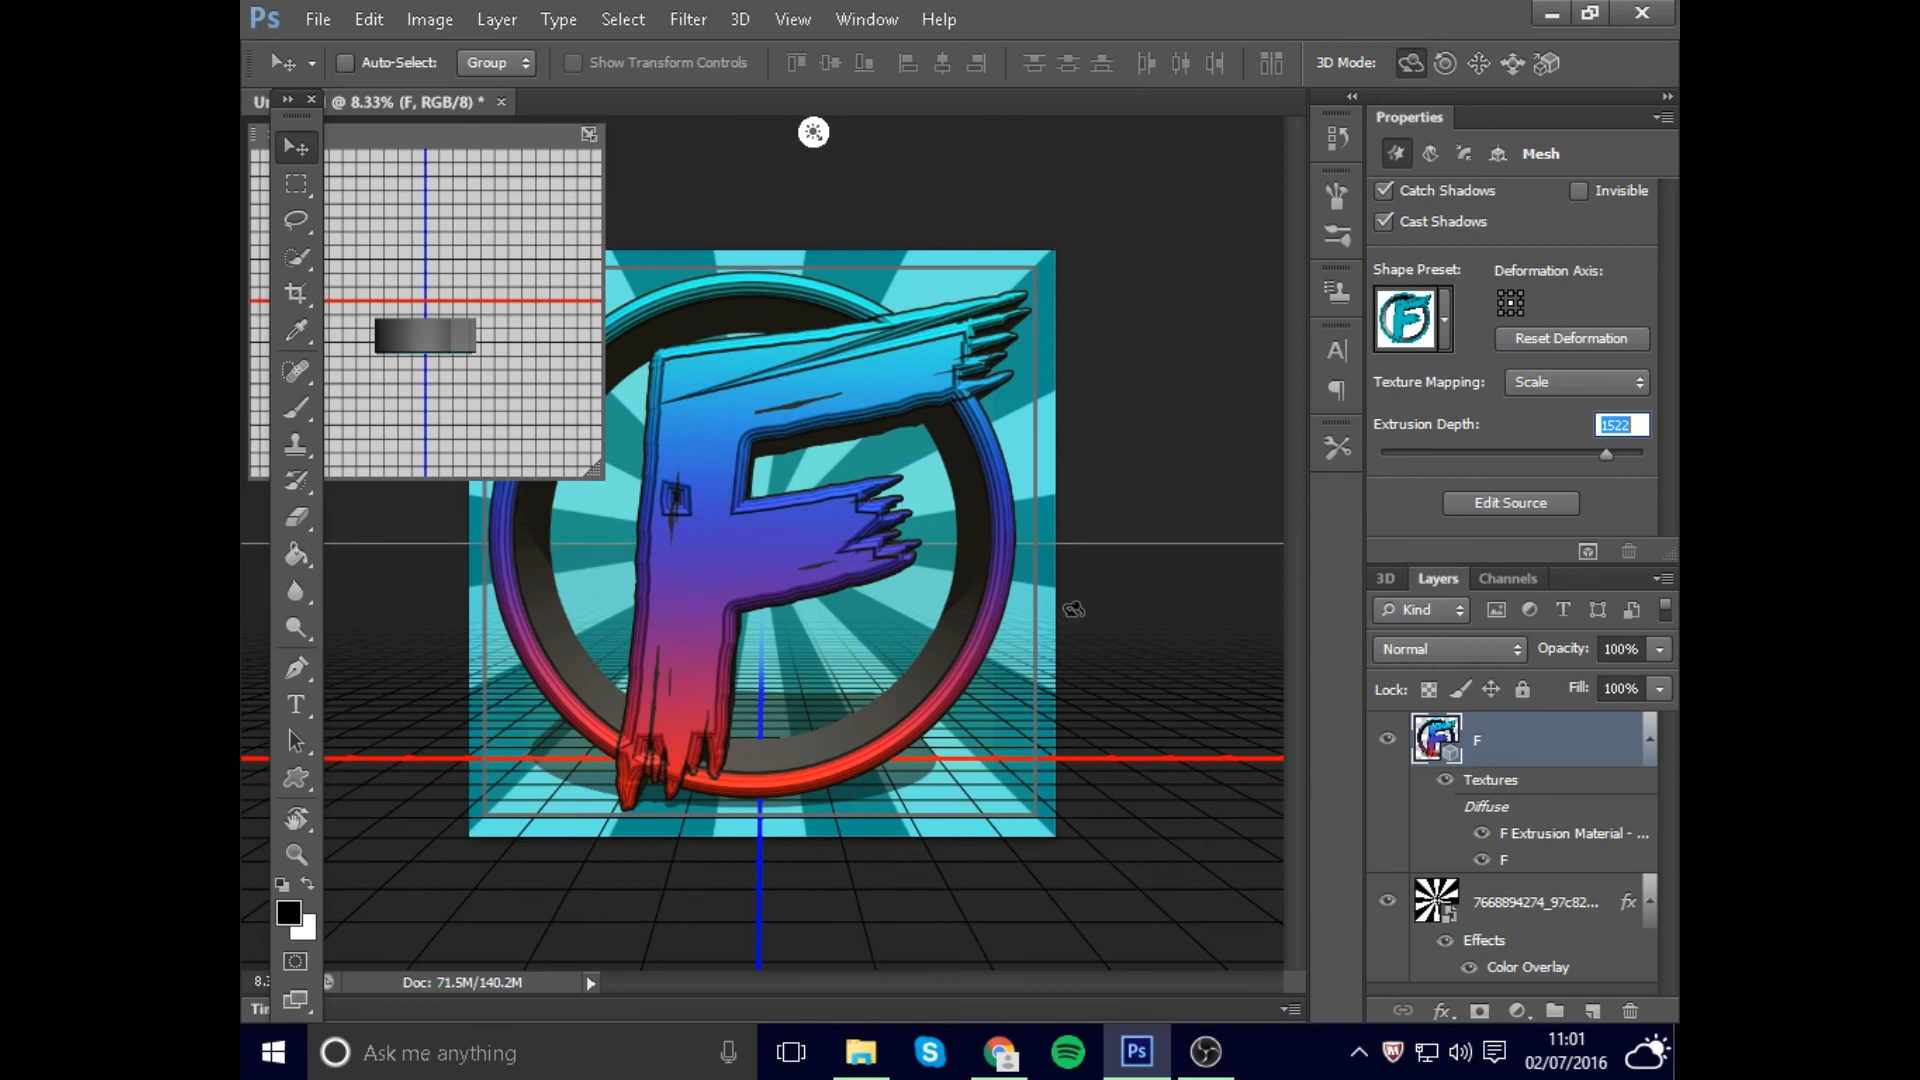 Ps File Edit Image Layer Type Select Filter 3D View Window Help
Auto-Select: Group Show Transform Controls 3D Mode:
@ 8.33% (F, RGB/8) *
Properties
Mesh
Catch Shadows Invisible
Cast Shadows
Shape Preset: Deformation Axis:
F
Reset Deformation
Texture Mapping: Scale
Extrusion Depth: 1522
Edit Source
F
3D Layers Channels
Kind
Normal Opacity: 100%
Lock: Fill: 100%
F
Textures
Diffuse
F Extrusion Material - ...
F
7668894274_97c82... fx
Effects
Color Overlay
Doc: 71.5M/140.2M
fx
Ask me anything
Ps
11:01
02/07/2016